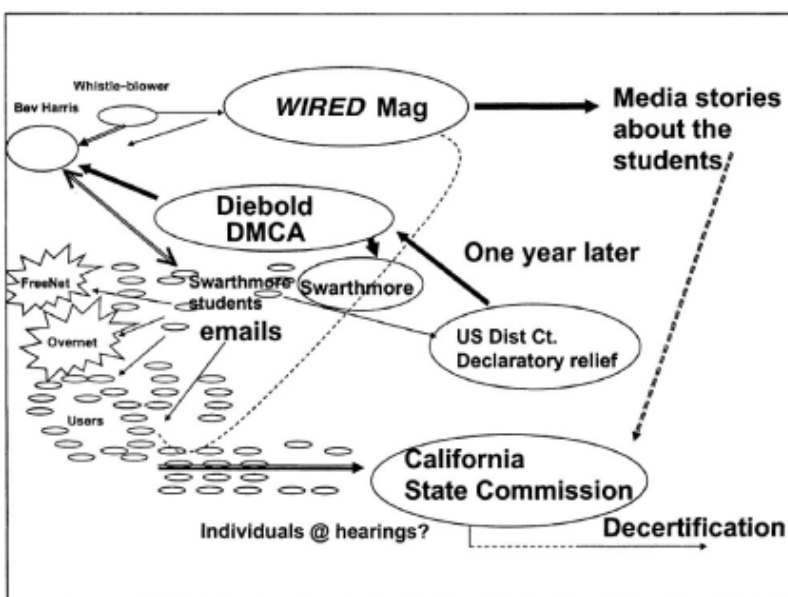 Whistle-blower
Bev Harris
WIRED Mag
Media stories
about the
students
Diebold
DMCA
One year later
FreeNet
Swarthmore
students
emails
Swarthmore
Overnet
US Dist Ct.
Declaratory relief
Users
California
State Commission
Individuals @ hearings?
Decertification